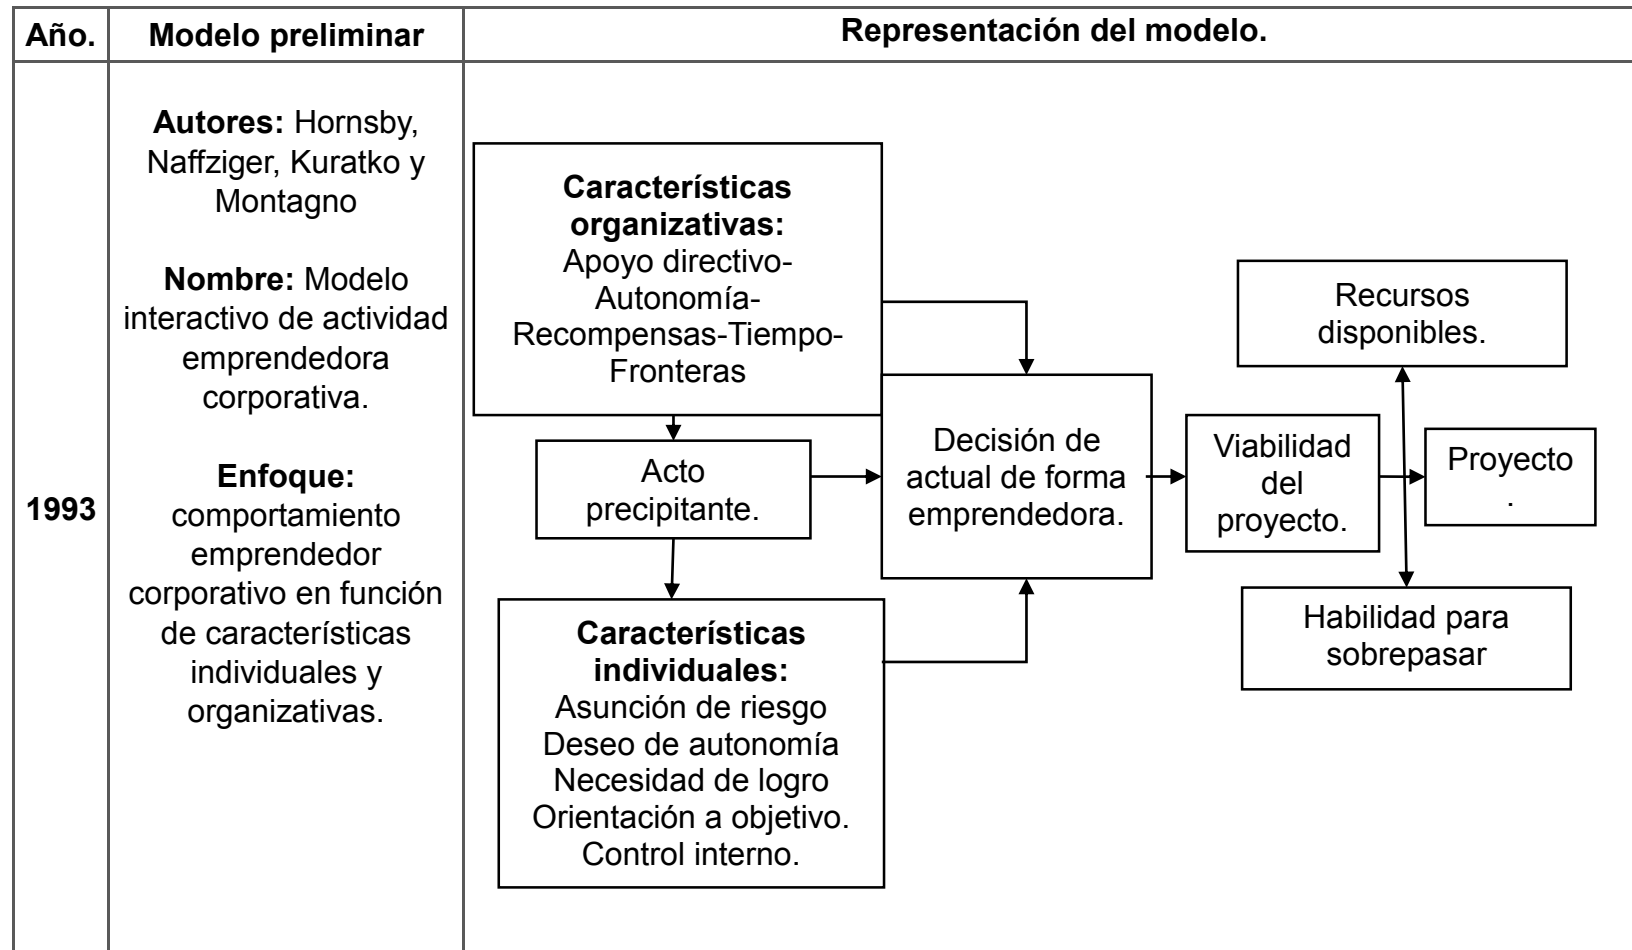 Año.
Modelo preliminar
Representación del modelo.
1993
Autores: Hornsby,
Naffziger, Kuratko y
Montagno
Nombre: Modelo
interactivo de actividad
emprendedora
corporativa.
Enfoque:
comportamiento
emprendedor
corporativo en función
de características
individuales y
organizativas.
Características
organizativas:
Apoyo directivo-
Autonomía-
Recompensas-Tiempo-
Fronteras
Acto
precipitante.
Características
individuales:
Asunción de riesgo
Deseo de autonomía
Necesidad de logro
Orientación a objetivo.
Control interno.
Decisión de
actual de forma
emprendedora.
Viabilidad
del
proyecto.
Recursos
disponibles.
Proyecto
.
Habilidad para
sobrepasar